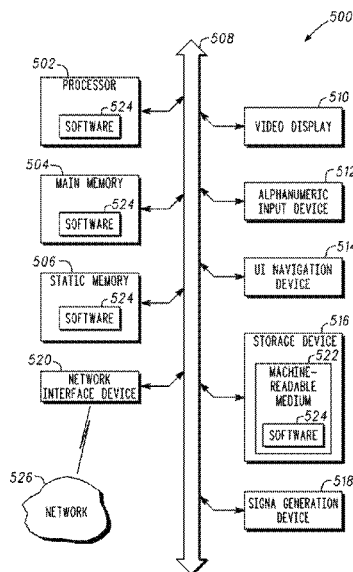 500
508
502
PROCESSOR
524
SOFTWARE
504
MAIN MEMORY
524
SOFTWARE
506
STATIC MEMORY
524
SOFTWARE
520
NETWORK
INTERFACE DEVICE
526
NETWORK
510
VIDEO DISPLAY
512
ALPHANUMERIC
INPUT DEVICE
514
UI NAVIGATION
DEVICE
516
STORAGE DEVICE
522
MACHINE-
READABLE
MEDIUM
524
SOFTWARE
518
SIGNA GENERATION
DEVICE